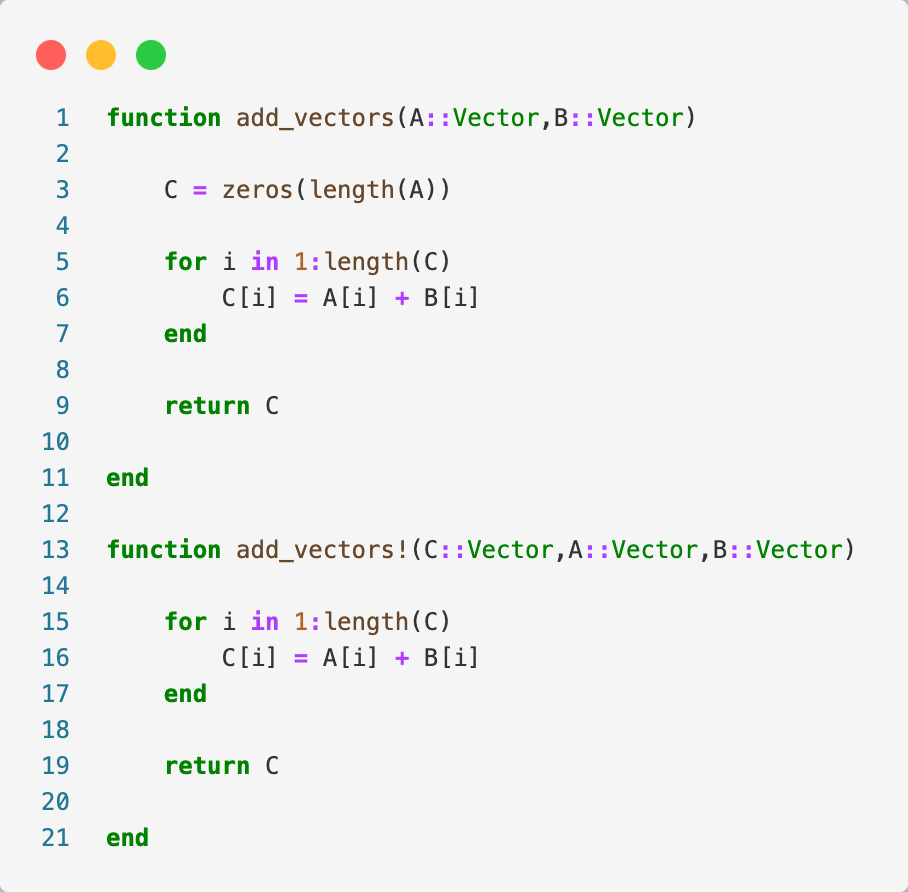 1 function add_vectors(A::Vector,B::Vector)
2
3     C = zeros(length(A))
4
5     for i in 1:length(C)
6         C[i] = A[i] + B[i]
7     end
8
9     return C
10
11 end
12
13 function add_vectors!(C::Vector,A::Vector,B::Vector)
14
15     for i in 1:length(C)
16         C[i] = A[i] + B[i]
17     end
18
19     return C
20
21 end